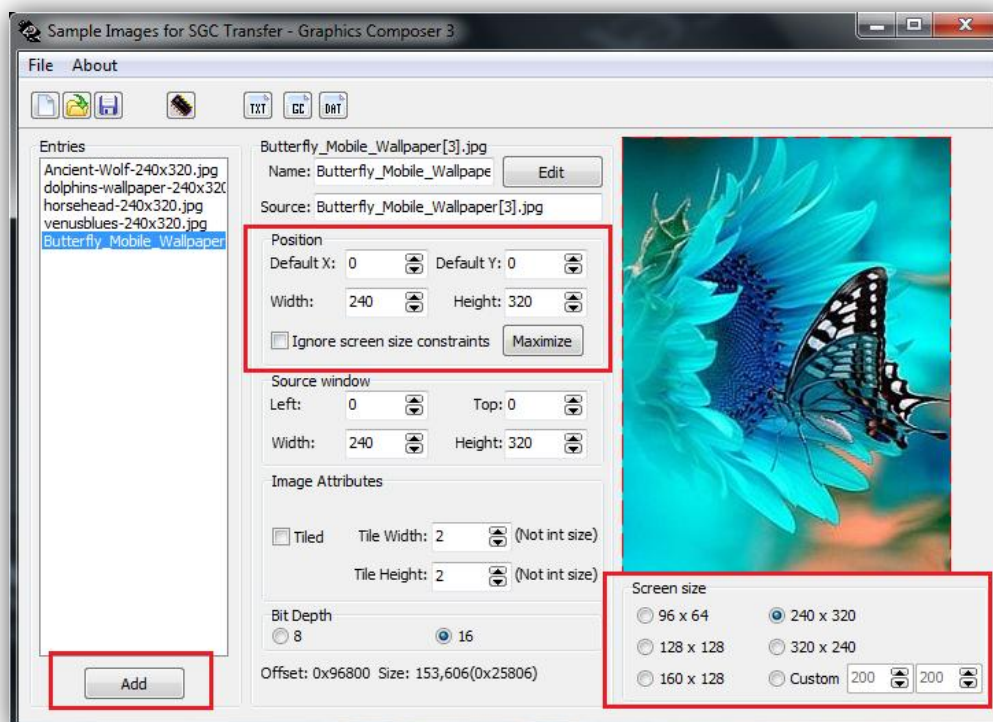 Sample Images for SGC Transfer - Graphics Composer 3
File About
TXT GC DAT
Entries
Ancient-Wolf-240x320.jpg
dolphins-wallpaper-240x320
horsehead-240x320.jpg
venusblues-240x320.jpg
Butterfly_Mobile_Wallpaper
Add
Butterfly_Mobile_Wallpaper[3].jpg
Name: Butterfly_Mobile_Wallpape Edit
Source: Butterfly_Mobile_Wallpaper[3].jpg
Position
Default X: 0 Default Y: 0
Width: 240 Height: 320
Ignore screen size constraints Maximize
Source window
Left: 0 Top: 0
Width: 240 Height: 320
Image Attributes
Tiled Tile Width: 2 (Not int size)
Tile Height: 2 (Not int size)
Bit Depth
8 16
Offset: 0x96800 Size: 153,606(0x25806)
Screen size
96 x 64 240 x 320
128 x 128 320 x 240
160 x 128 Custom 200 200